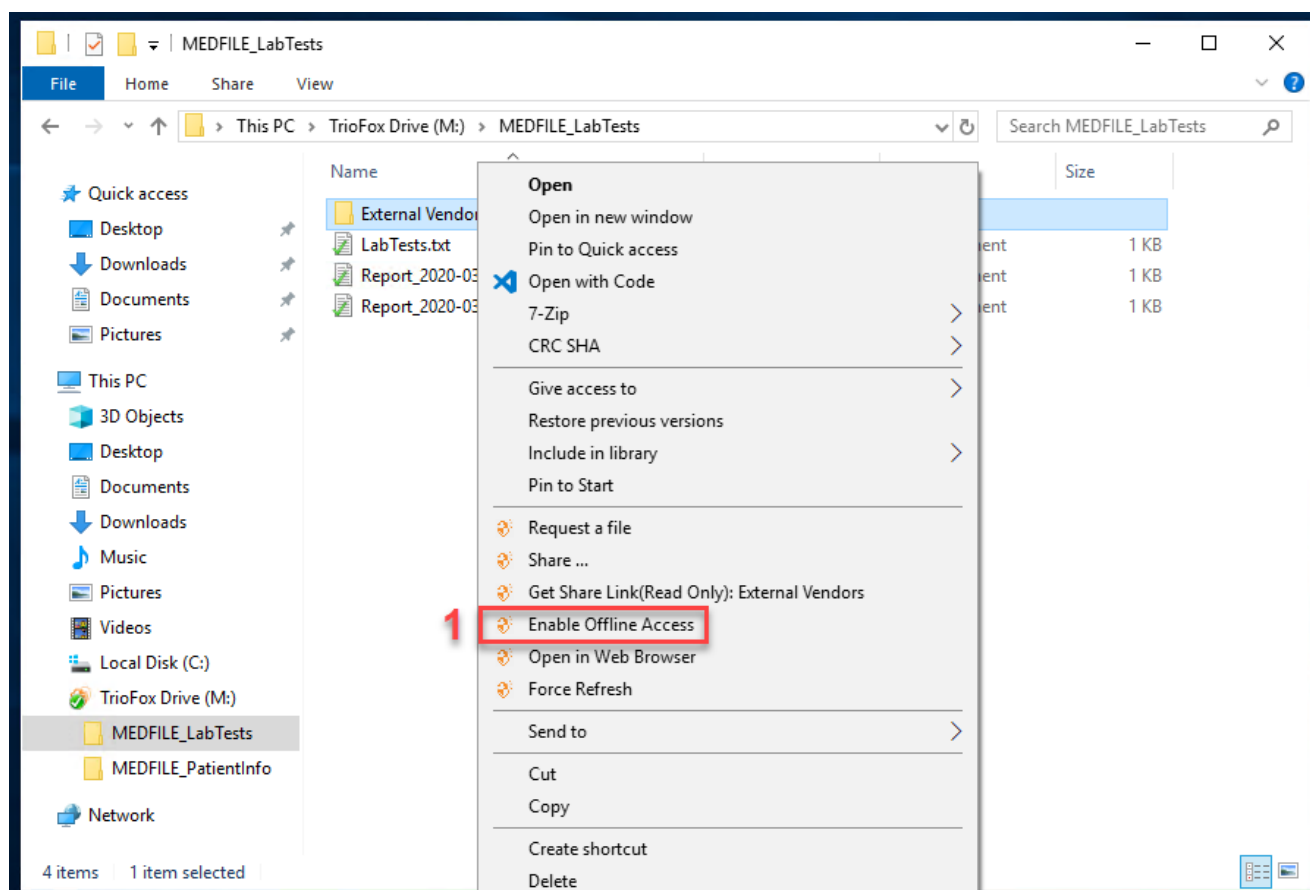 MEDFILE_LabTests
File Home Share View
This PC > TrioFox Drive (M:) > MEDFILE_LabTests
Search MEDFILE_LabTests
Name Size
Quick access
Desktop
Downloads
Documents
Pictures
This PC
3D Objects
Desktop
Documents
Downloads
Music
Pictures
Videos
Local Disk (C:)
TrioFox Drive (M:)
MEDFILE_LabTests
MEDFILE_PatientInfo
Network
External Vendor
LabTests.txt ent 1 KB
Report_2020-03 ent 1 KB
Report_2020-03 ent 1 KB
Open
Open in new window
Pin to Quick access
Open with Code
7-Zip
CRC SHA
Give access to
Restore previous versions
Include in library
Pin to Start
Request a file
Share ...
Get Share Link(Read Only): External Vendors
1 Enable Offline Access
Open in Web Browser
Force Refresh
Send to
Cut
Copy
Create shortcut
Delete
4 items 1 item selected